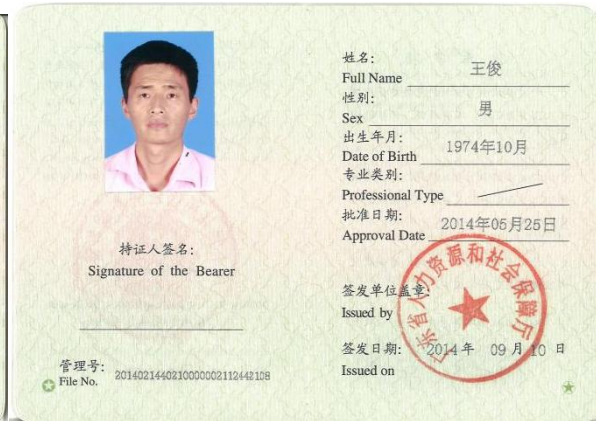 持证人签名:
Signature of the Bearer
管理号:
File No. 2014021440210000002112442108
姓名:
Full Name 王俊
性别:
Sex 男
出生年月:
Date of Birth 1974年10月
专业类别:
Professional Type
批准日期:
Approval Date 2014年05月25日
签发单位盖章:
Issued by
广东省人力资源和社会保障厅
签发日期: 2014年 09月10日
Issued on